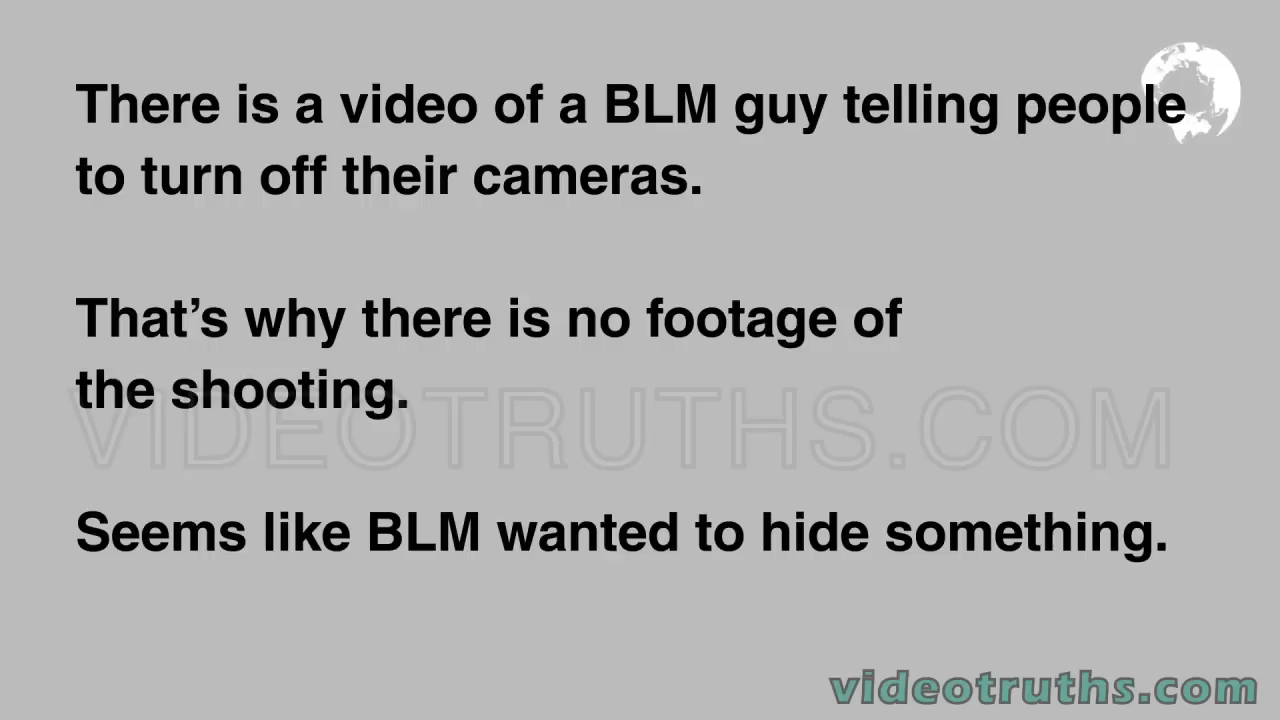 There is a video of a BLM guy telling people
to turn off their cameras.
That’s why there is no footage of
the shooting.
VIDEOTRUTHS.COM
Seems like BLM wanted to hide something.
videotruths.com